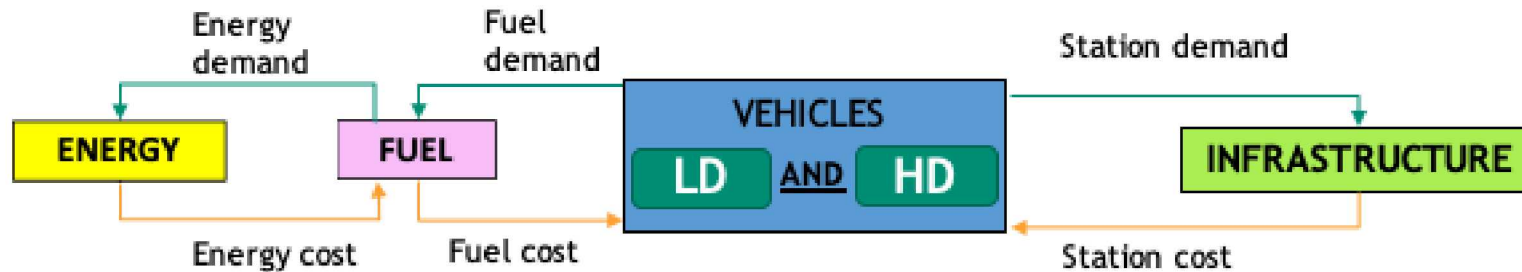 Energy
demand
Fuel
demand
Station demand
ENERGY
FUEL
VEHICLES
LD AND HD
INFRASTRUCTURE
Energy cost
Fuel cost
Station cost